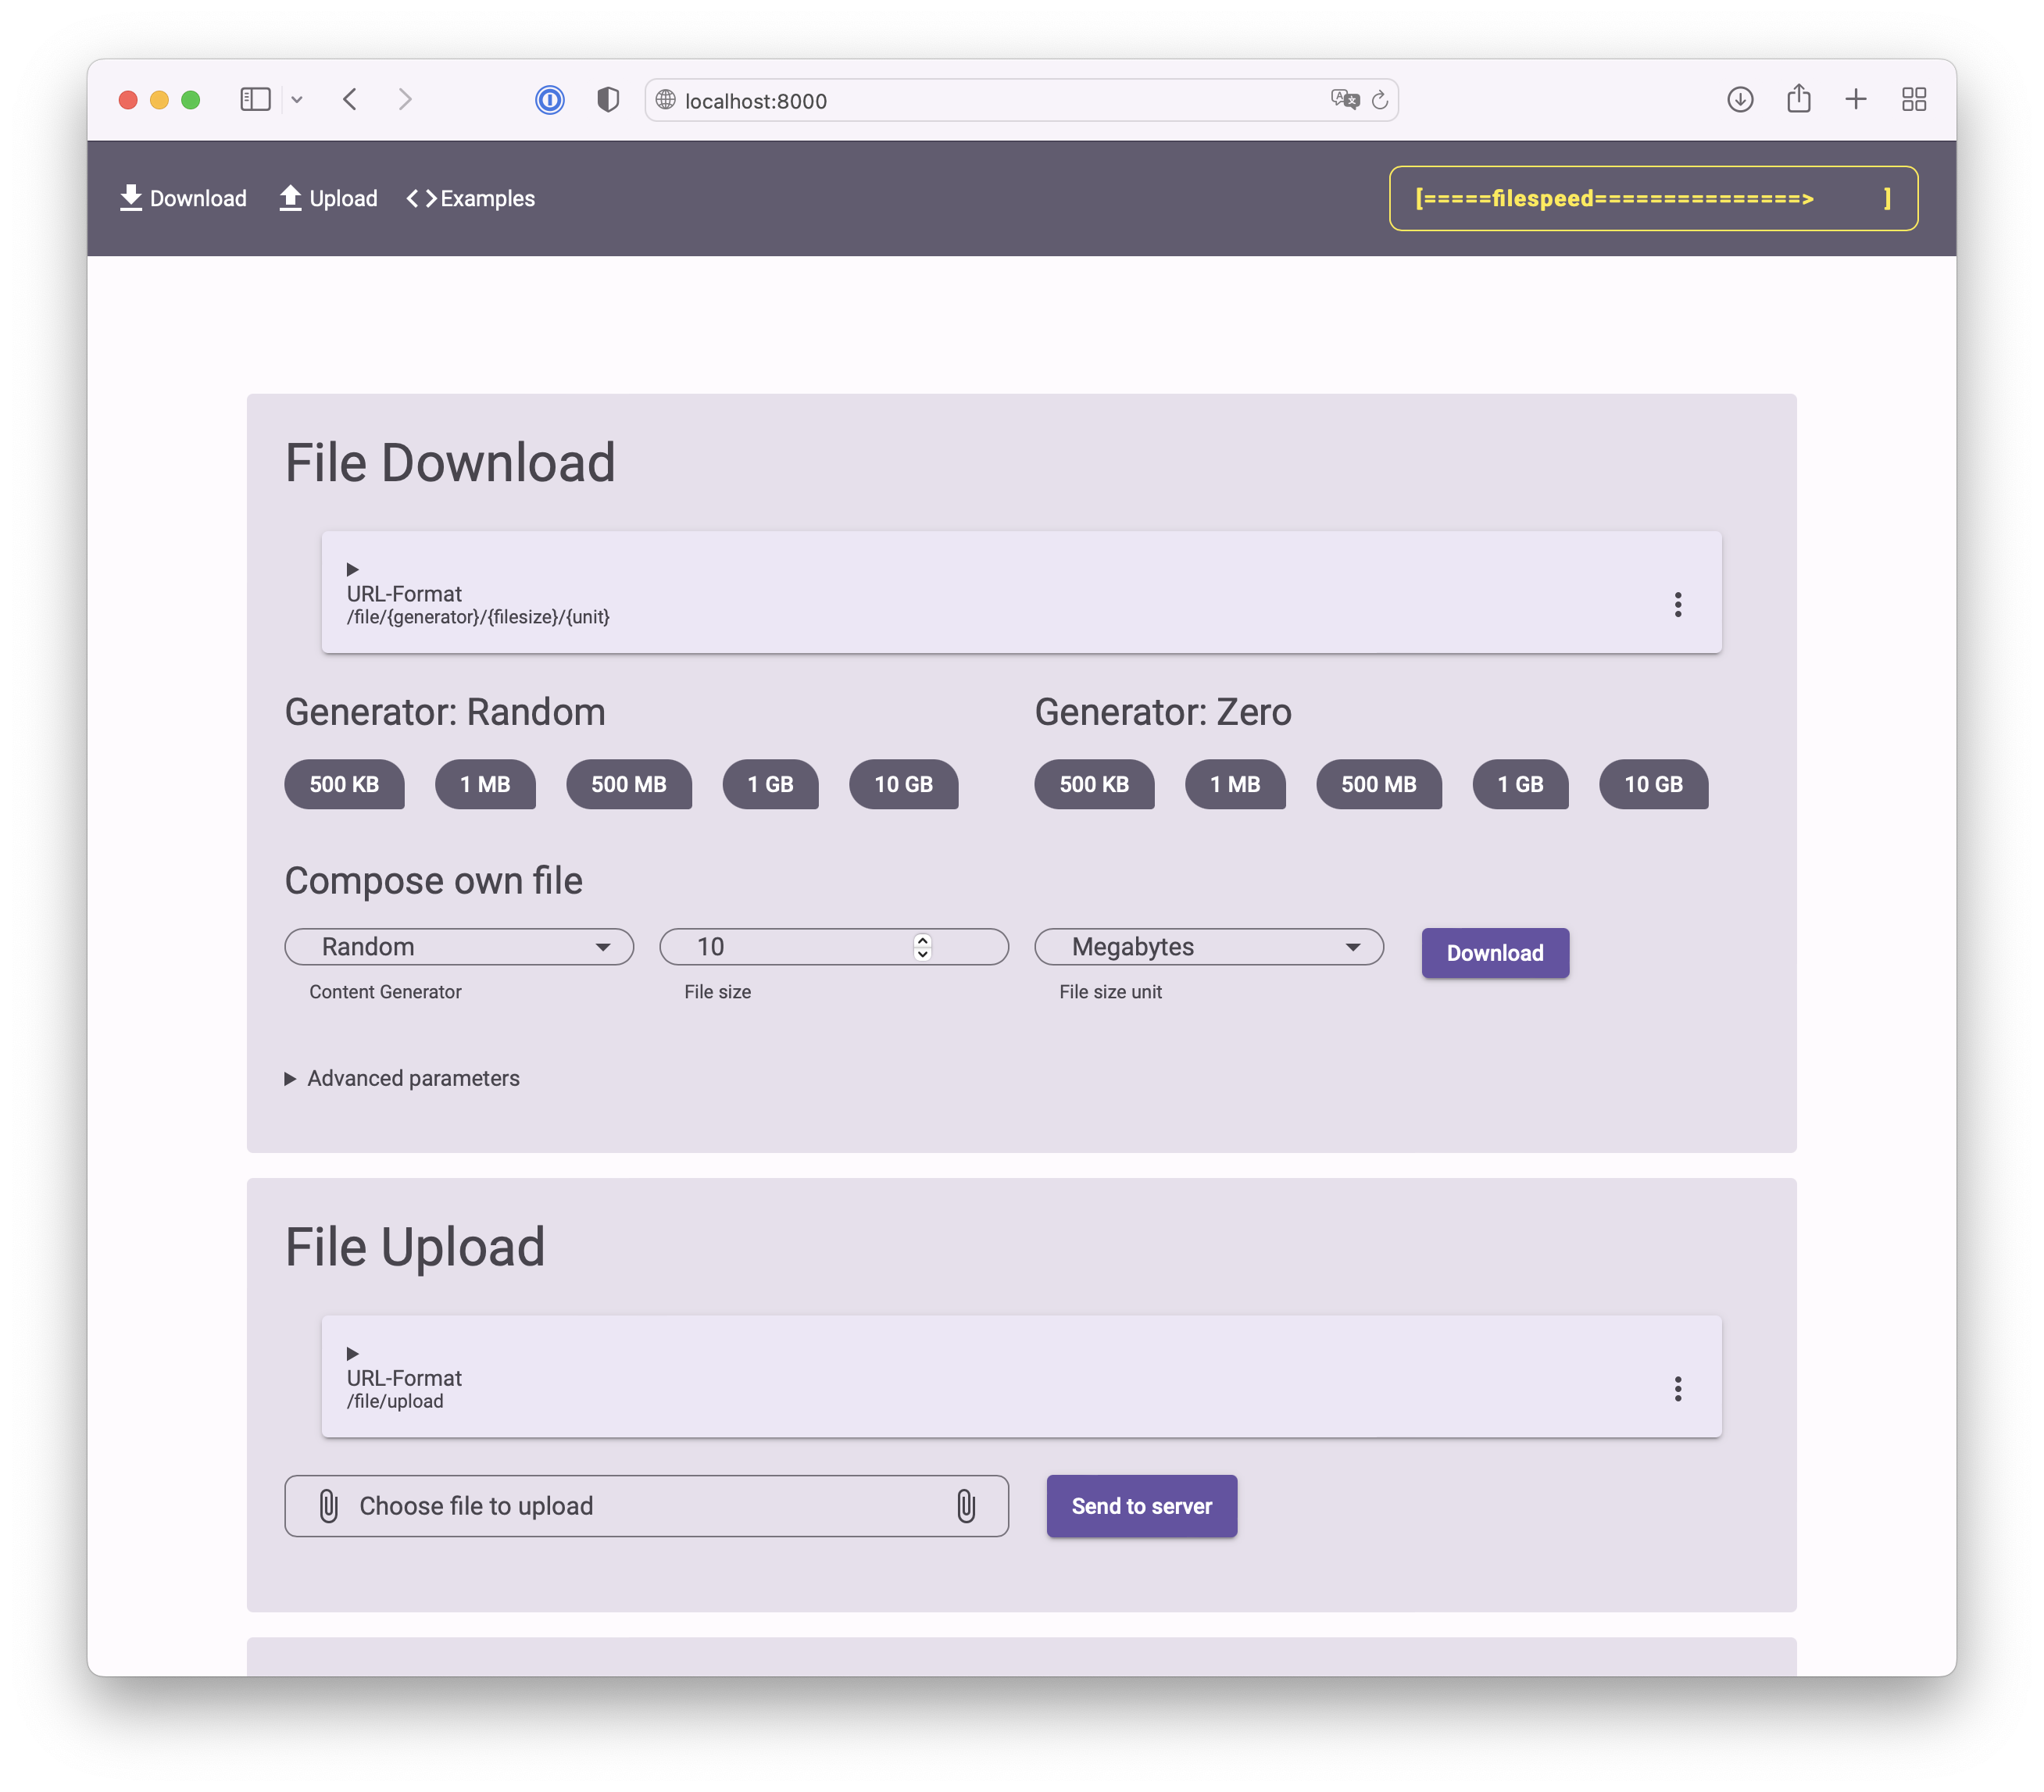 localhost:8000
Download Upload Examples
[=====filespeed===============> ]
File Download
URL-Format
/file/{generator}/{filesize}/{unit}
Generator: Random
500 KB 1 MB 500 MB 1 GB 10 GB
Generator: Zero
500 KB 1 MB 500 MB 1 GB 10 GB
Compose own file
Random 10 Megabytes Download
Content Generator File size File size unit
Advanced parameters
File Upload
URL-Format
/file/upload
Choose file to upload Send to server